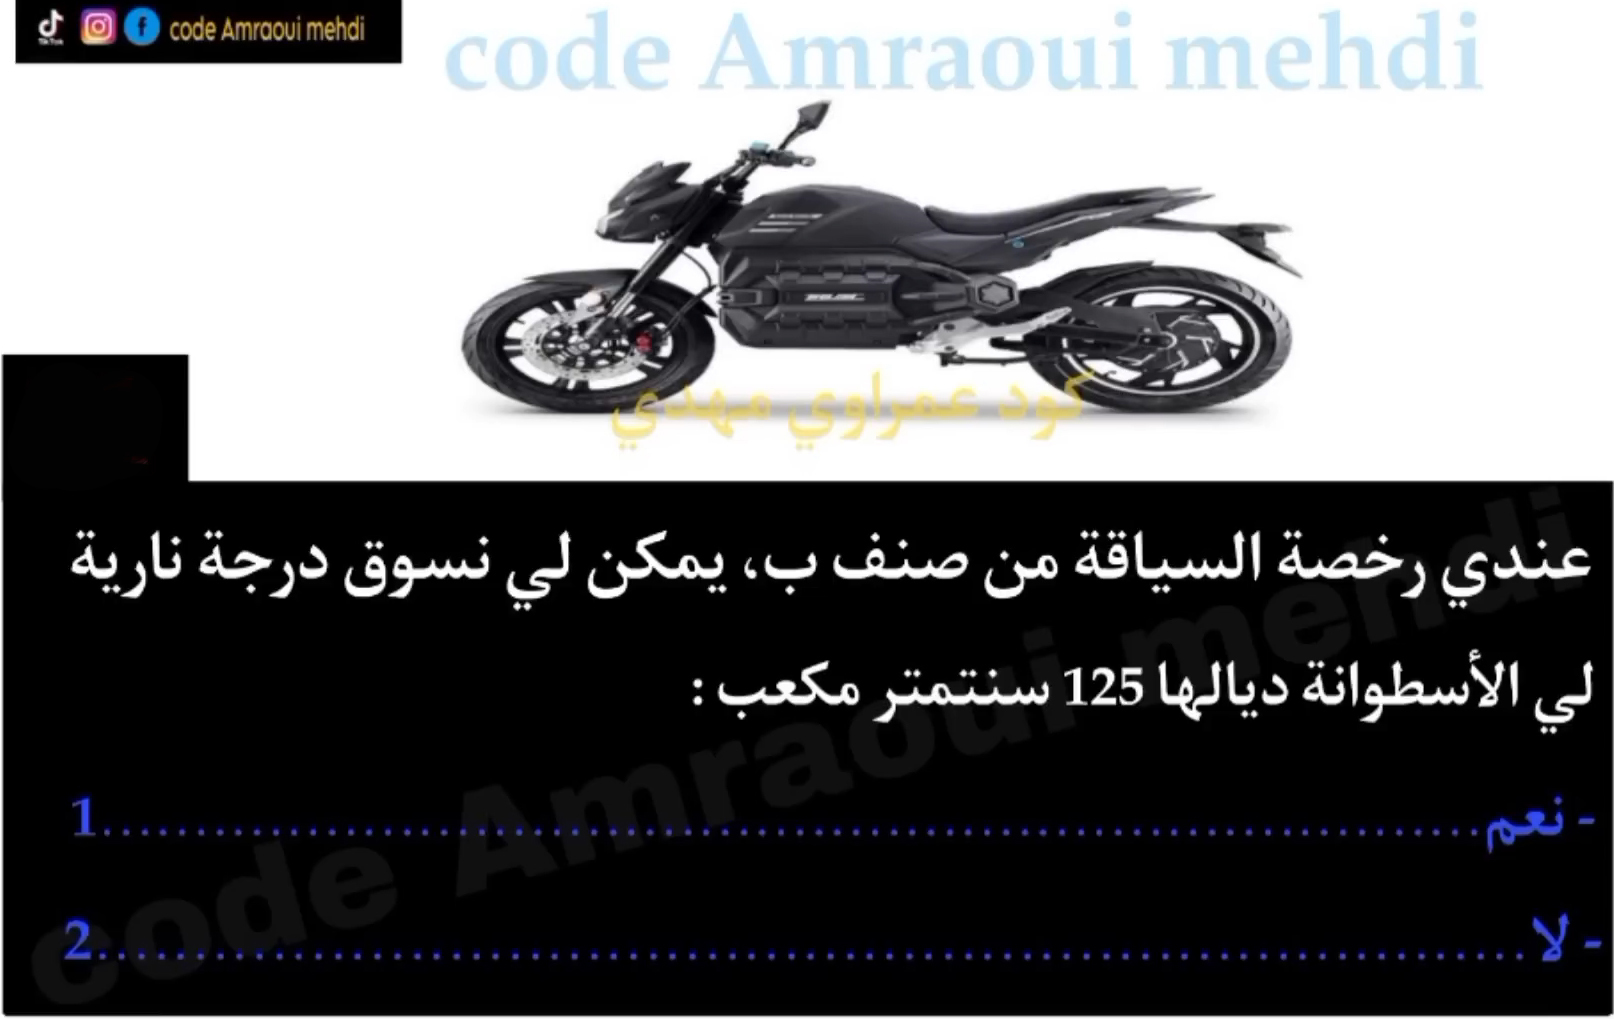 TikTok
code Amraoui mehdi
code Amraoui mehdi
كود عمراوي مهدي
عندي رخصة السياقة من صنف ب، يمكن لي نسوق درجة نارية
لي الأسطوانة ديالها 125 سنتمتر مكعب :
- نعم........................................................................1
- لا........................................................................2
code Amraoui mehdi